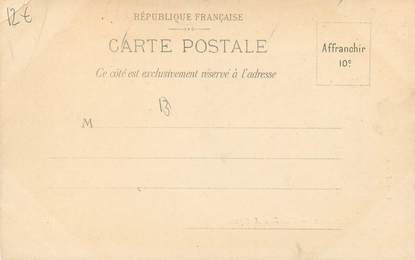 12€
RÉPUBLIQUE FRANÇAISE
CARTE POSTALE
Ce côté est exclusivement réservé à l'adresse
Affranchir
10c
M